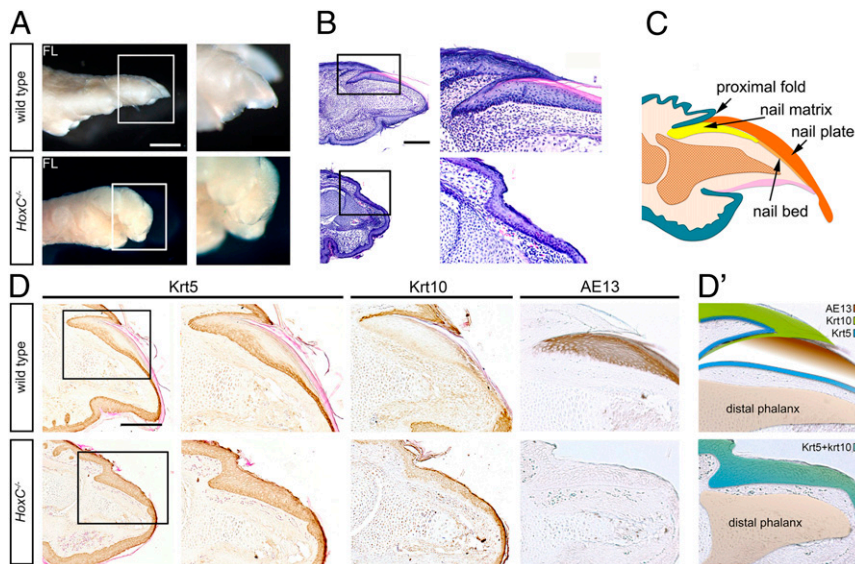 A
B
C
wild type
FL
HoxC-/-
FL
proximal fold
nail matrix
nail plate
nail bed
D
D'
Krt5
Krt10
AE13
wild type
AE13
Krt10
Krt5
distal phalanx
HoxC-/-
Krt5+krt10
distal phalanx